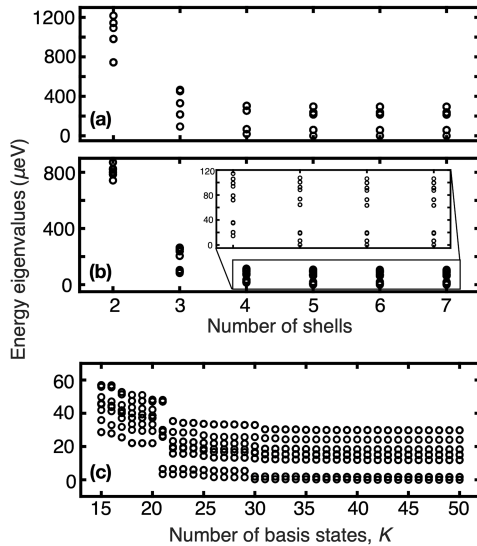 1200
800
400
0
(a)
Energy eigenvalues (μeV)
800
400
0
(b)
120
80
40
0
2 3 4 5 6 7
Number of shells
60
40
20
0
(c)
15 20 25 30 35 40 45 50
Number of basis states, K